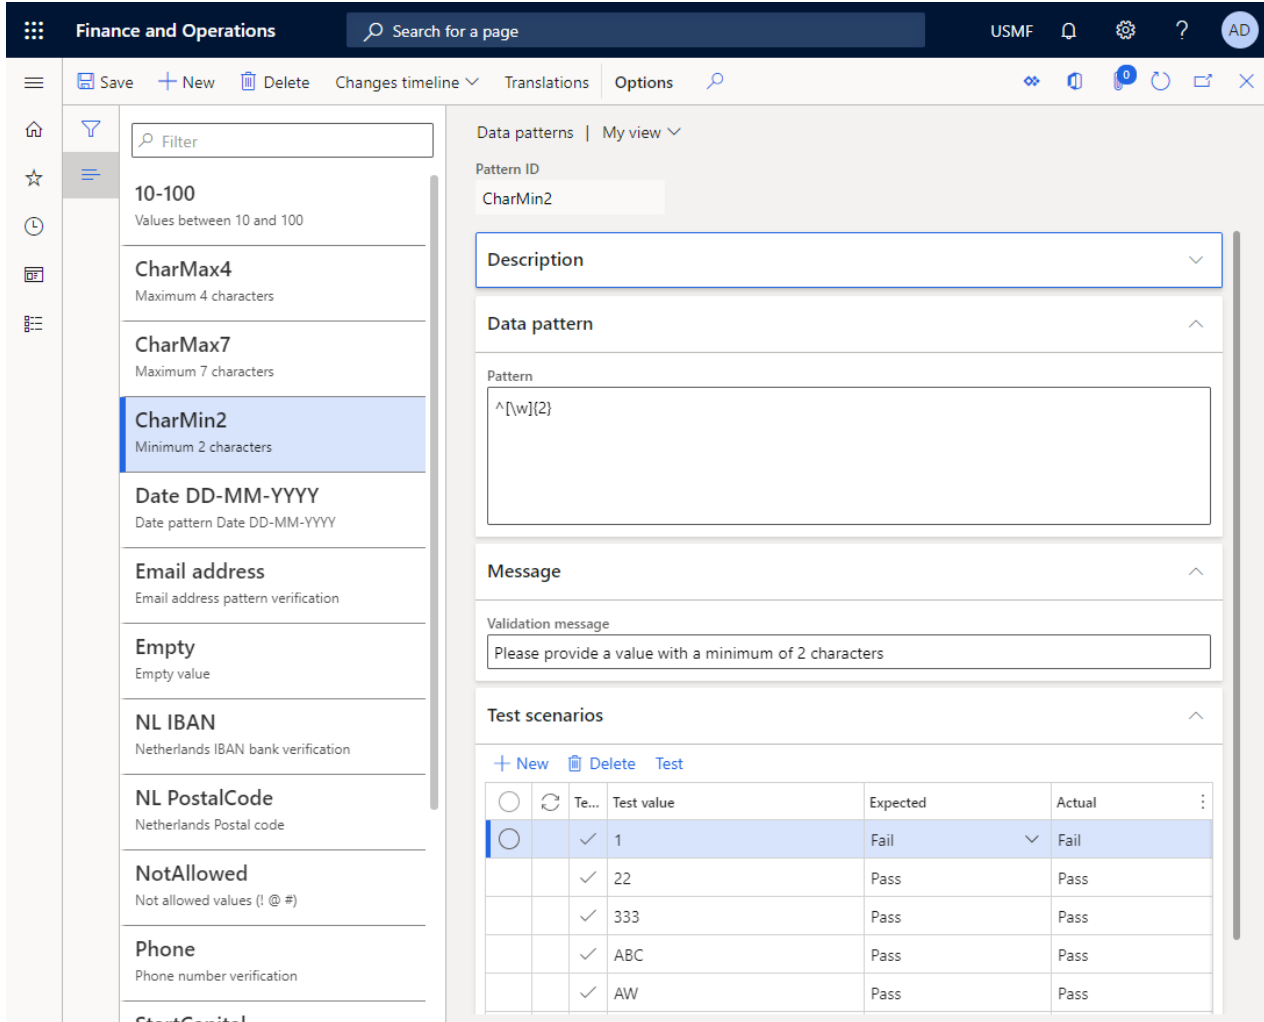 Finance and Operations
Search for a page
USMF
?
AD
Save
New
Delete
Changes timeline
Translations
Options
0
Filter
10-100
Values between 10 and 100
CharMax4
Maximum 4 characters
CharMax7
Maximum 7 characters
CharMin2
Minimum 2 characters
Date DD-MM-YYYY
Date pattern Date DD-MM-YYYY
Email address
Email address pattern verification
Empty
Empty value
NL IBAN
Netherlands IBAN bank verification
NL PostalCode
Netherlands Postal code
NotAllowed
Not allowed values (! @ #)
Phone
Phone number verification
Data patterns | My view
Pattern ID
CharMin2
Description
Data pattern
Pattern
^[\w]{2}
Message
Validation message
Please provide a value with a minimum of 2 characters
Test scenarios
New Delete Test
Te... Test value Expected Actual
1 Fail Fail
22 Pass Pass
333 Pass Pass
ABC Pass Pass
AW Pass Pass